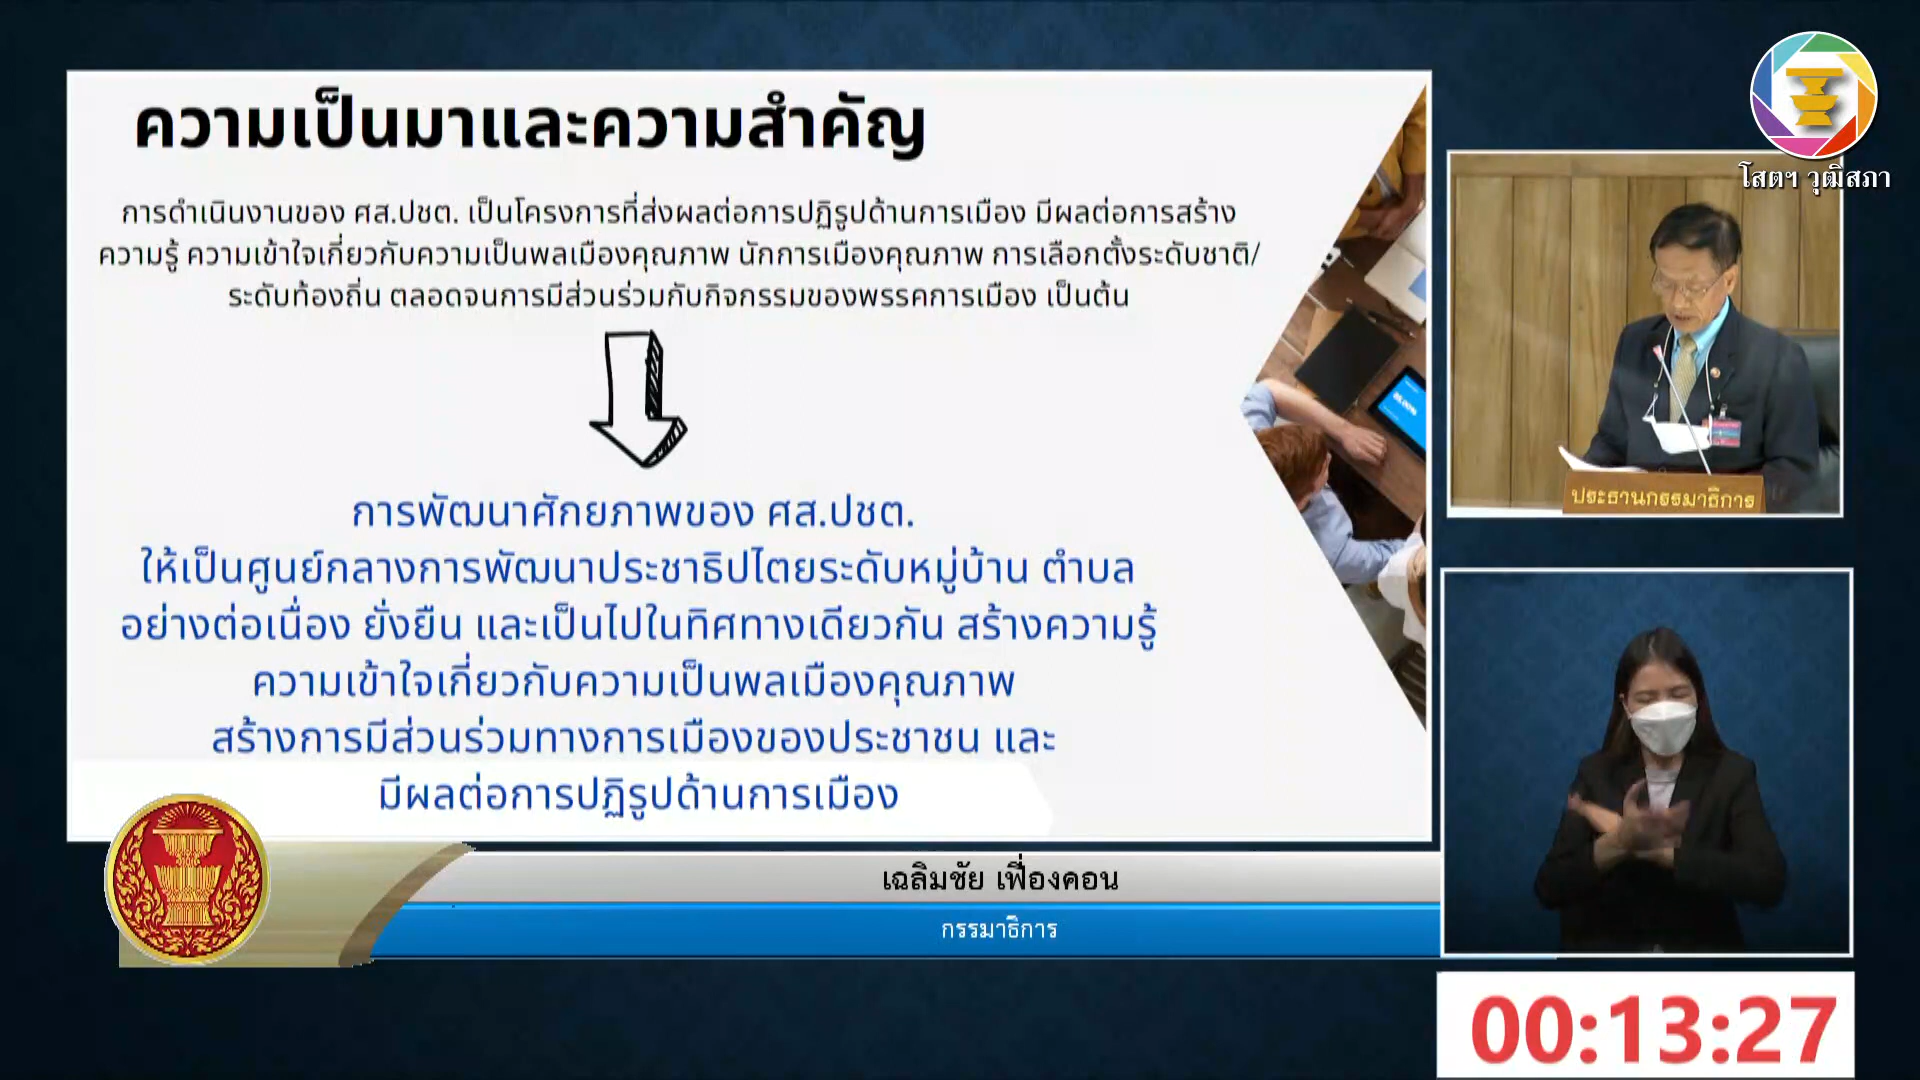 ความเป็นมาและความสำคัญ
การดำเนินงานของ ศส.ปชต. เป็นโครงการที่ส่งผลต่อการปฏิรูปด้านการเมือง มีผลต่อการสร้าง
ความรู้ ความเข้าใจเกี่ยวกับความเป็นพลเมืองคุณภาพ นักการเมืองคุณภาพ การเลือกตั้งระดับชาติ/
ระดับท้องถิ่น ตลอดจนการมีส่วนร่วมกับกิจกรรมของพรรคการเมือง เป็นต้น
การพัฒนาศักยภาพของ ศส.ปชต.
ให้เป็นศูนย์กลางการพัฒนาประชาธิปไตยระดับหมู่บ้าน ตำบล
อย่างต่อเนื่อง ยั่งยืน และเป็นไปในทิศทางเดียวกัน สร้างความรู้
ความเข้าใจเกี่ยวกับความเป็นพลเมืองคุณภาพ
สร้างการมีส่วนร่วมทางการเมืองของประชาชน และ
มีผลต่อการปฏิรูปด้านการเมือง
โสตฯ วุฒิสภา
ประธานกรรมาธิการ
เฉลิมชัย เฟื่องคอน
กรรมาธิการ
00:13:27